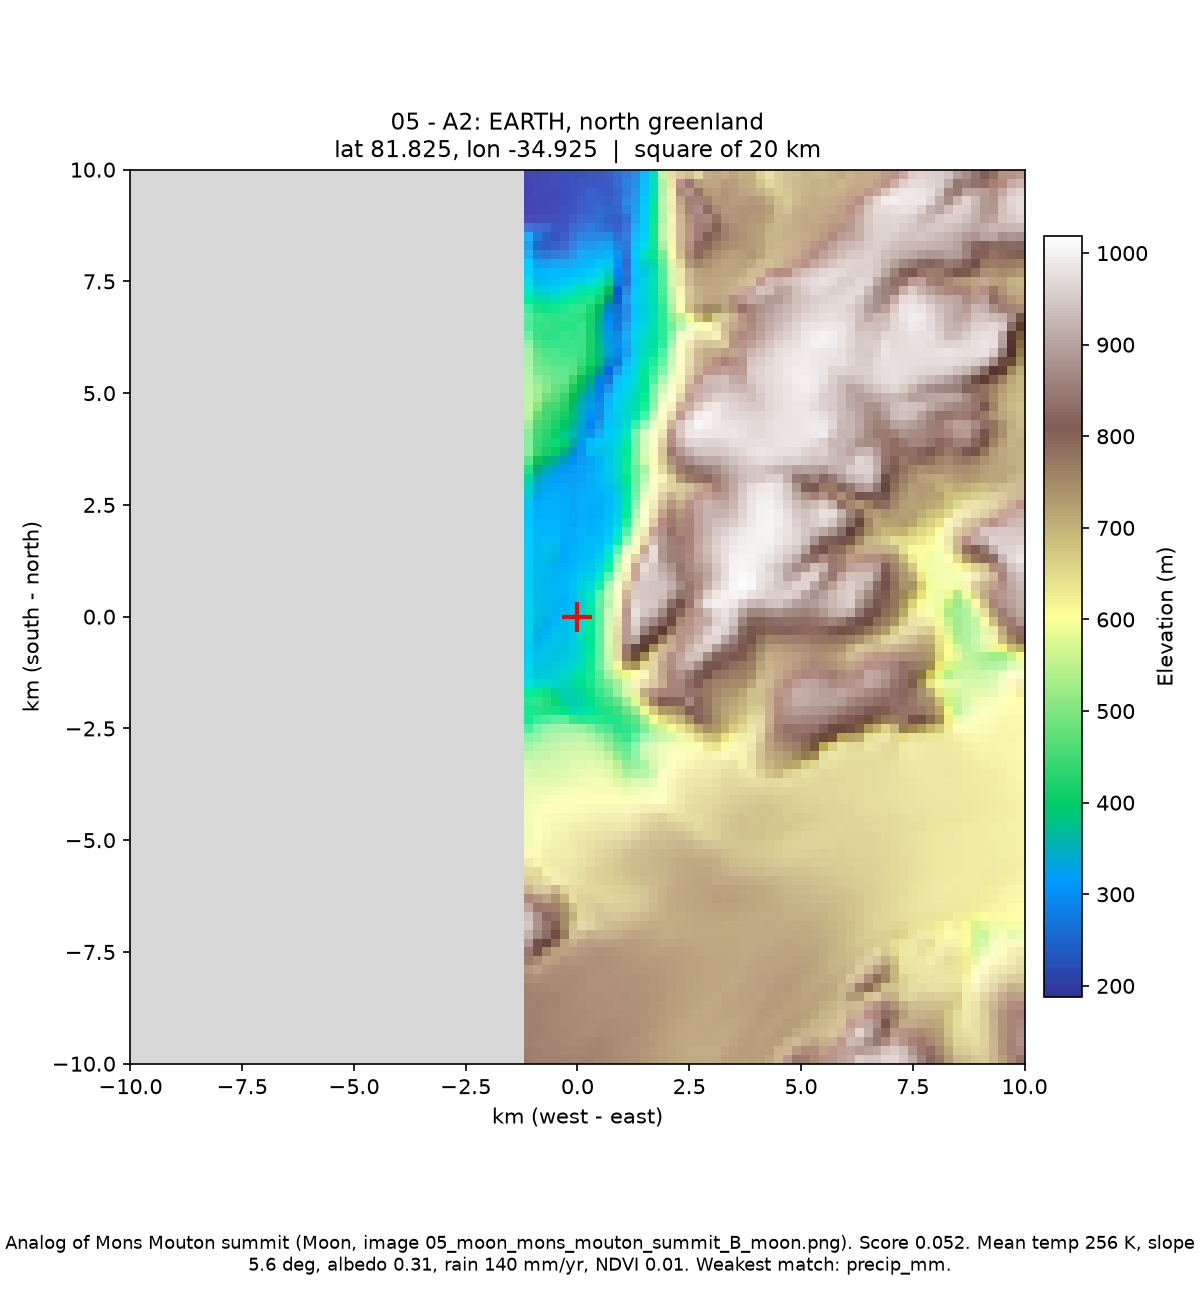 05 - A2: EARTH, north greenland
lat 81.825, lon -34.925 | square of 20 km
10.0
7.5
5.0
2.5
0.0
−2.5
−5.0
−7.5
−10.0
km (south - north)
−10.0 −7.5 −5.0 −2.5 0.0 2.5 5.0 7.5 10.0
km (west - east)
1000
900
800
700
600
500
400
300
200
Elevation (m)
Analog of Mons Mouton summit (Moon, image 05_moon_mons_mouton_summit_B_moon.png). Score 0.052. Mean temp 256 K, slope
5.6 deg, albedo 0.31, rain 140 mm/yr, NDVI 0.01. Weakest match: precip_mm.